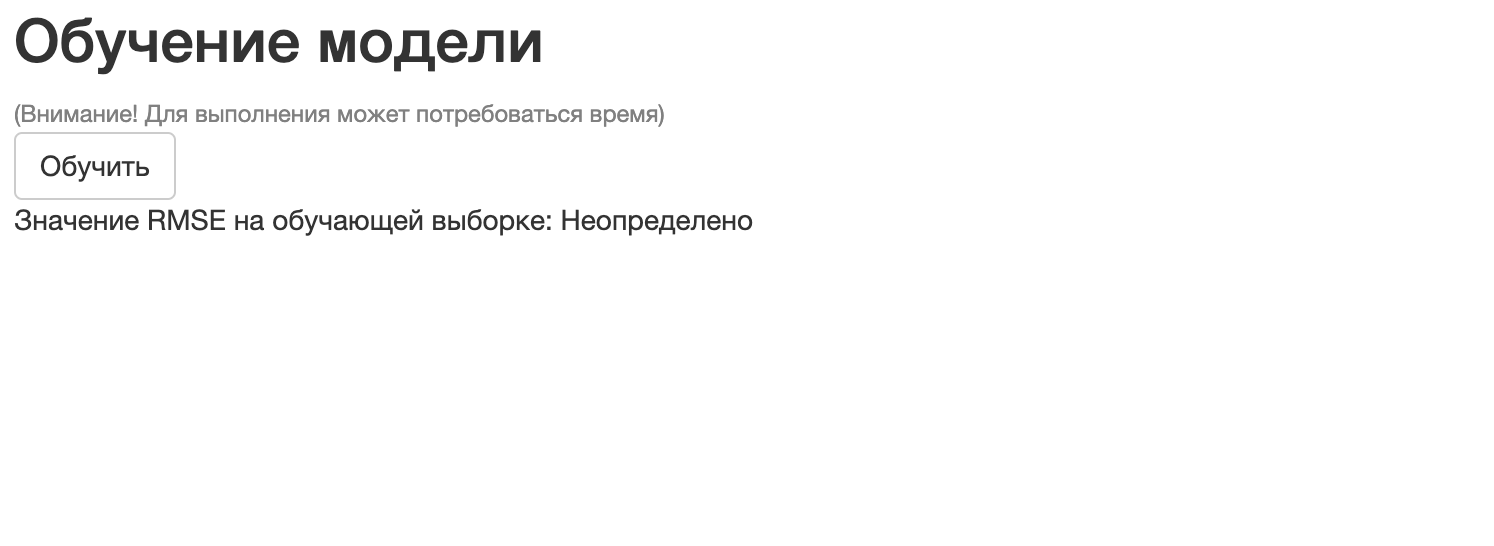 Обучение модели
(Внимание! Для выполнения может потребоваться время)
Обучить
Значение RMSE на обучающей выборке: Неопределено